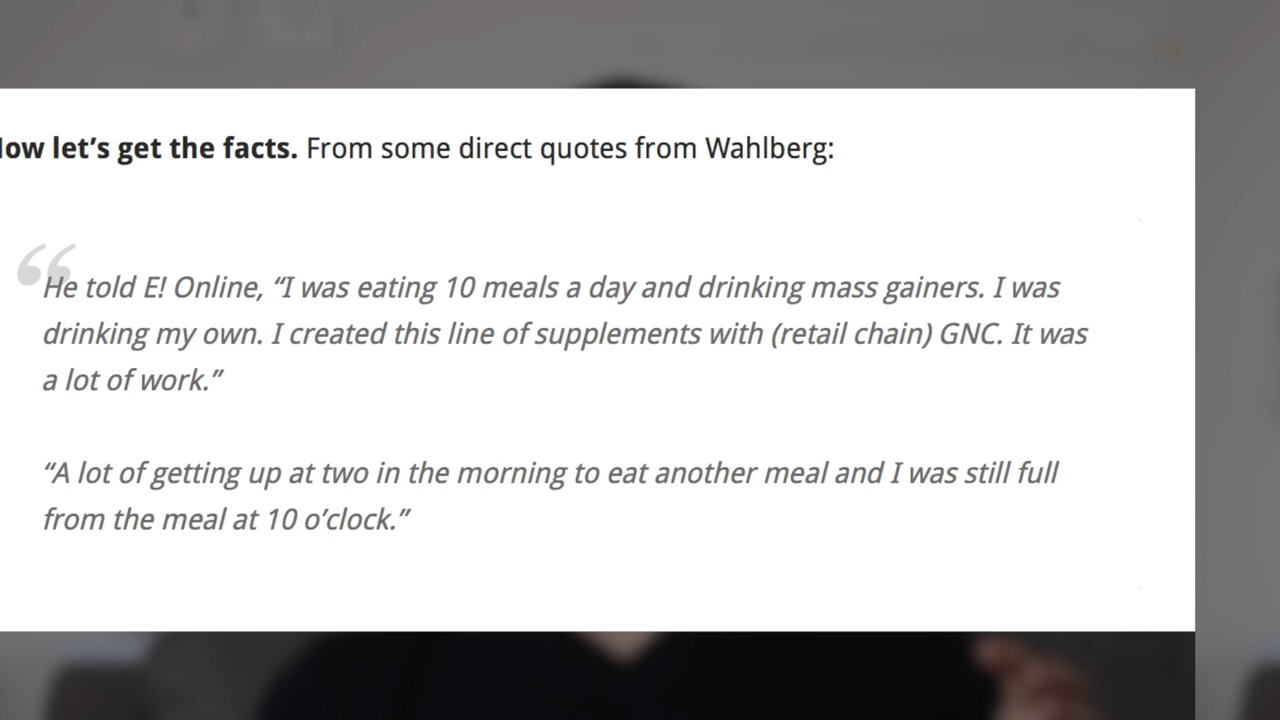 low let’s get the facts. From some direct quotes from Wahlberg:
“
He told E! Online, “I was eating 10 meals a day and drinking mass gainers. I was
drinking my own. I created this line of supplements with (retail chain) GNC. It was
a lot of work.”
“A lot of getting up at two in the morning to eat another meal and I was still full
from the meal at 10 o’clock.”